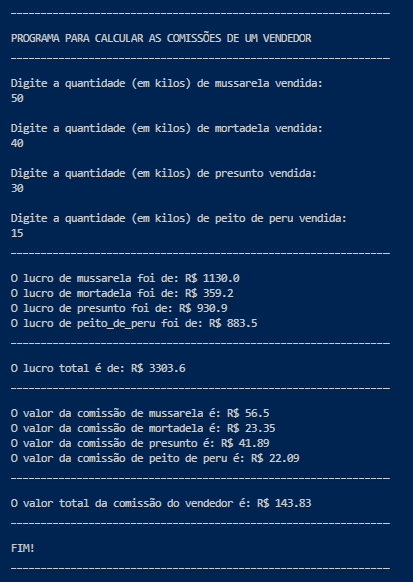 PROGRAMA PARA CALCULAR AS COMISSÕES DE UM VENDEDOR
Digite a quantidade (em kilos) de mussarela vendida:
50
Digite a quantidade (em kilos) de mortadela vendida:
40
Digite a quantidade (em kilos) de presunto vendida:
30
Digite a quantidade (em kilos) de peito de peru vendida:
15
O lucro de mussarela foi de: R$ 1130.0
O lucro de mortadela foi de: R$ 359.2
O lucro de presunto foi de: R$ 930.9
O lucro de peito_de_peru foi de: R$ 883.5
O lucro total é de: R$ 3303.6
O valor da comissão de mussarela é: R$ 56.5
O valor da comissão de mortadela é: R$ 23.35
O valor da comissão de presunto é: R$ 41.89
O valor da comissão de peito de peru é: R$ 22.09
O valor total da comissão do vendedor é: R$ 143.83
FIM!